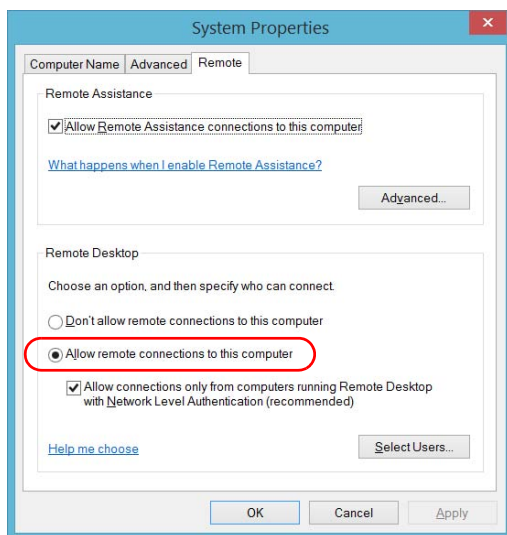 System Properties
Computer Name Advanced Remote
Remote Assistance
Allow Remote Assistance connections to this computer
What happens when I enable Remote Assistance?
Advanced...
Remote Desktop
Choose an option, and then specify who can connect.
Don't allow remote connections to this computer
Allow remote connections to this computer
Allow connections only from computers running Remote Desktop
with Network Level Authentication (recommended)
Help me choose Select Users...
OK Cancel Apply